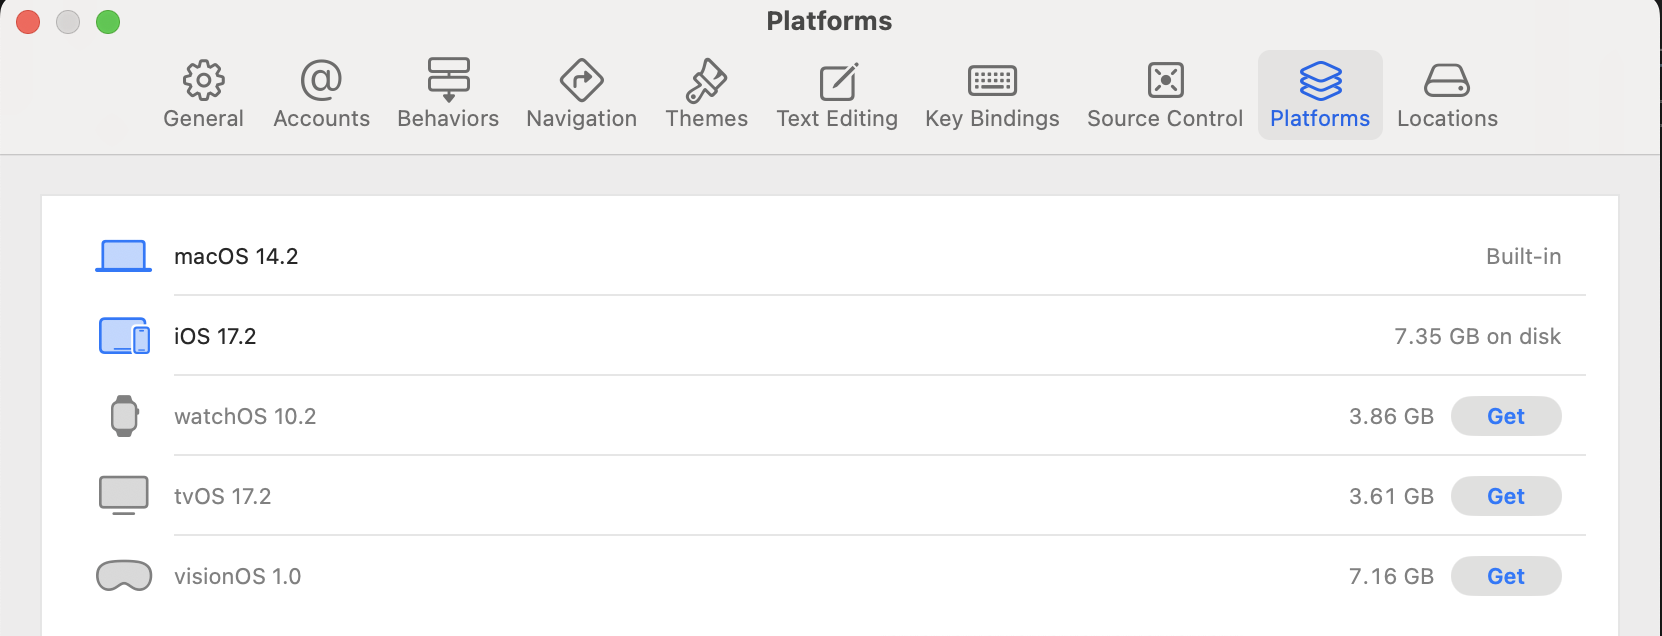 Platforms
General Accounts Behaviors Navigation Themes Text Editing Key Bindings Source Control Platforms Locations
macOS 14.2 Built-in
iOS 17.2 7.35 GB on disk
watchOS 10.2 3.86 GB Get
tvOS 17.2 3.61 GB Get
visionOS 1.0 7.16 GB Get